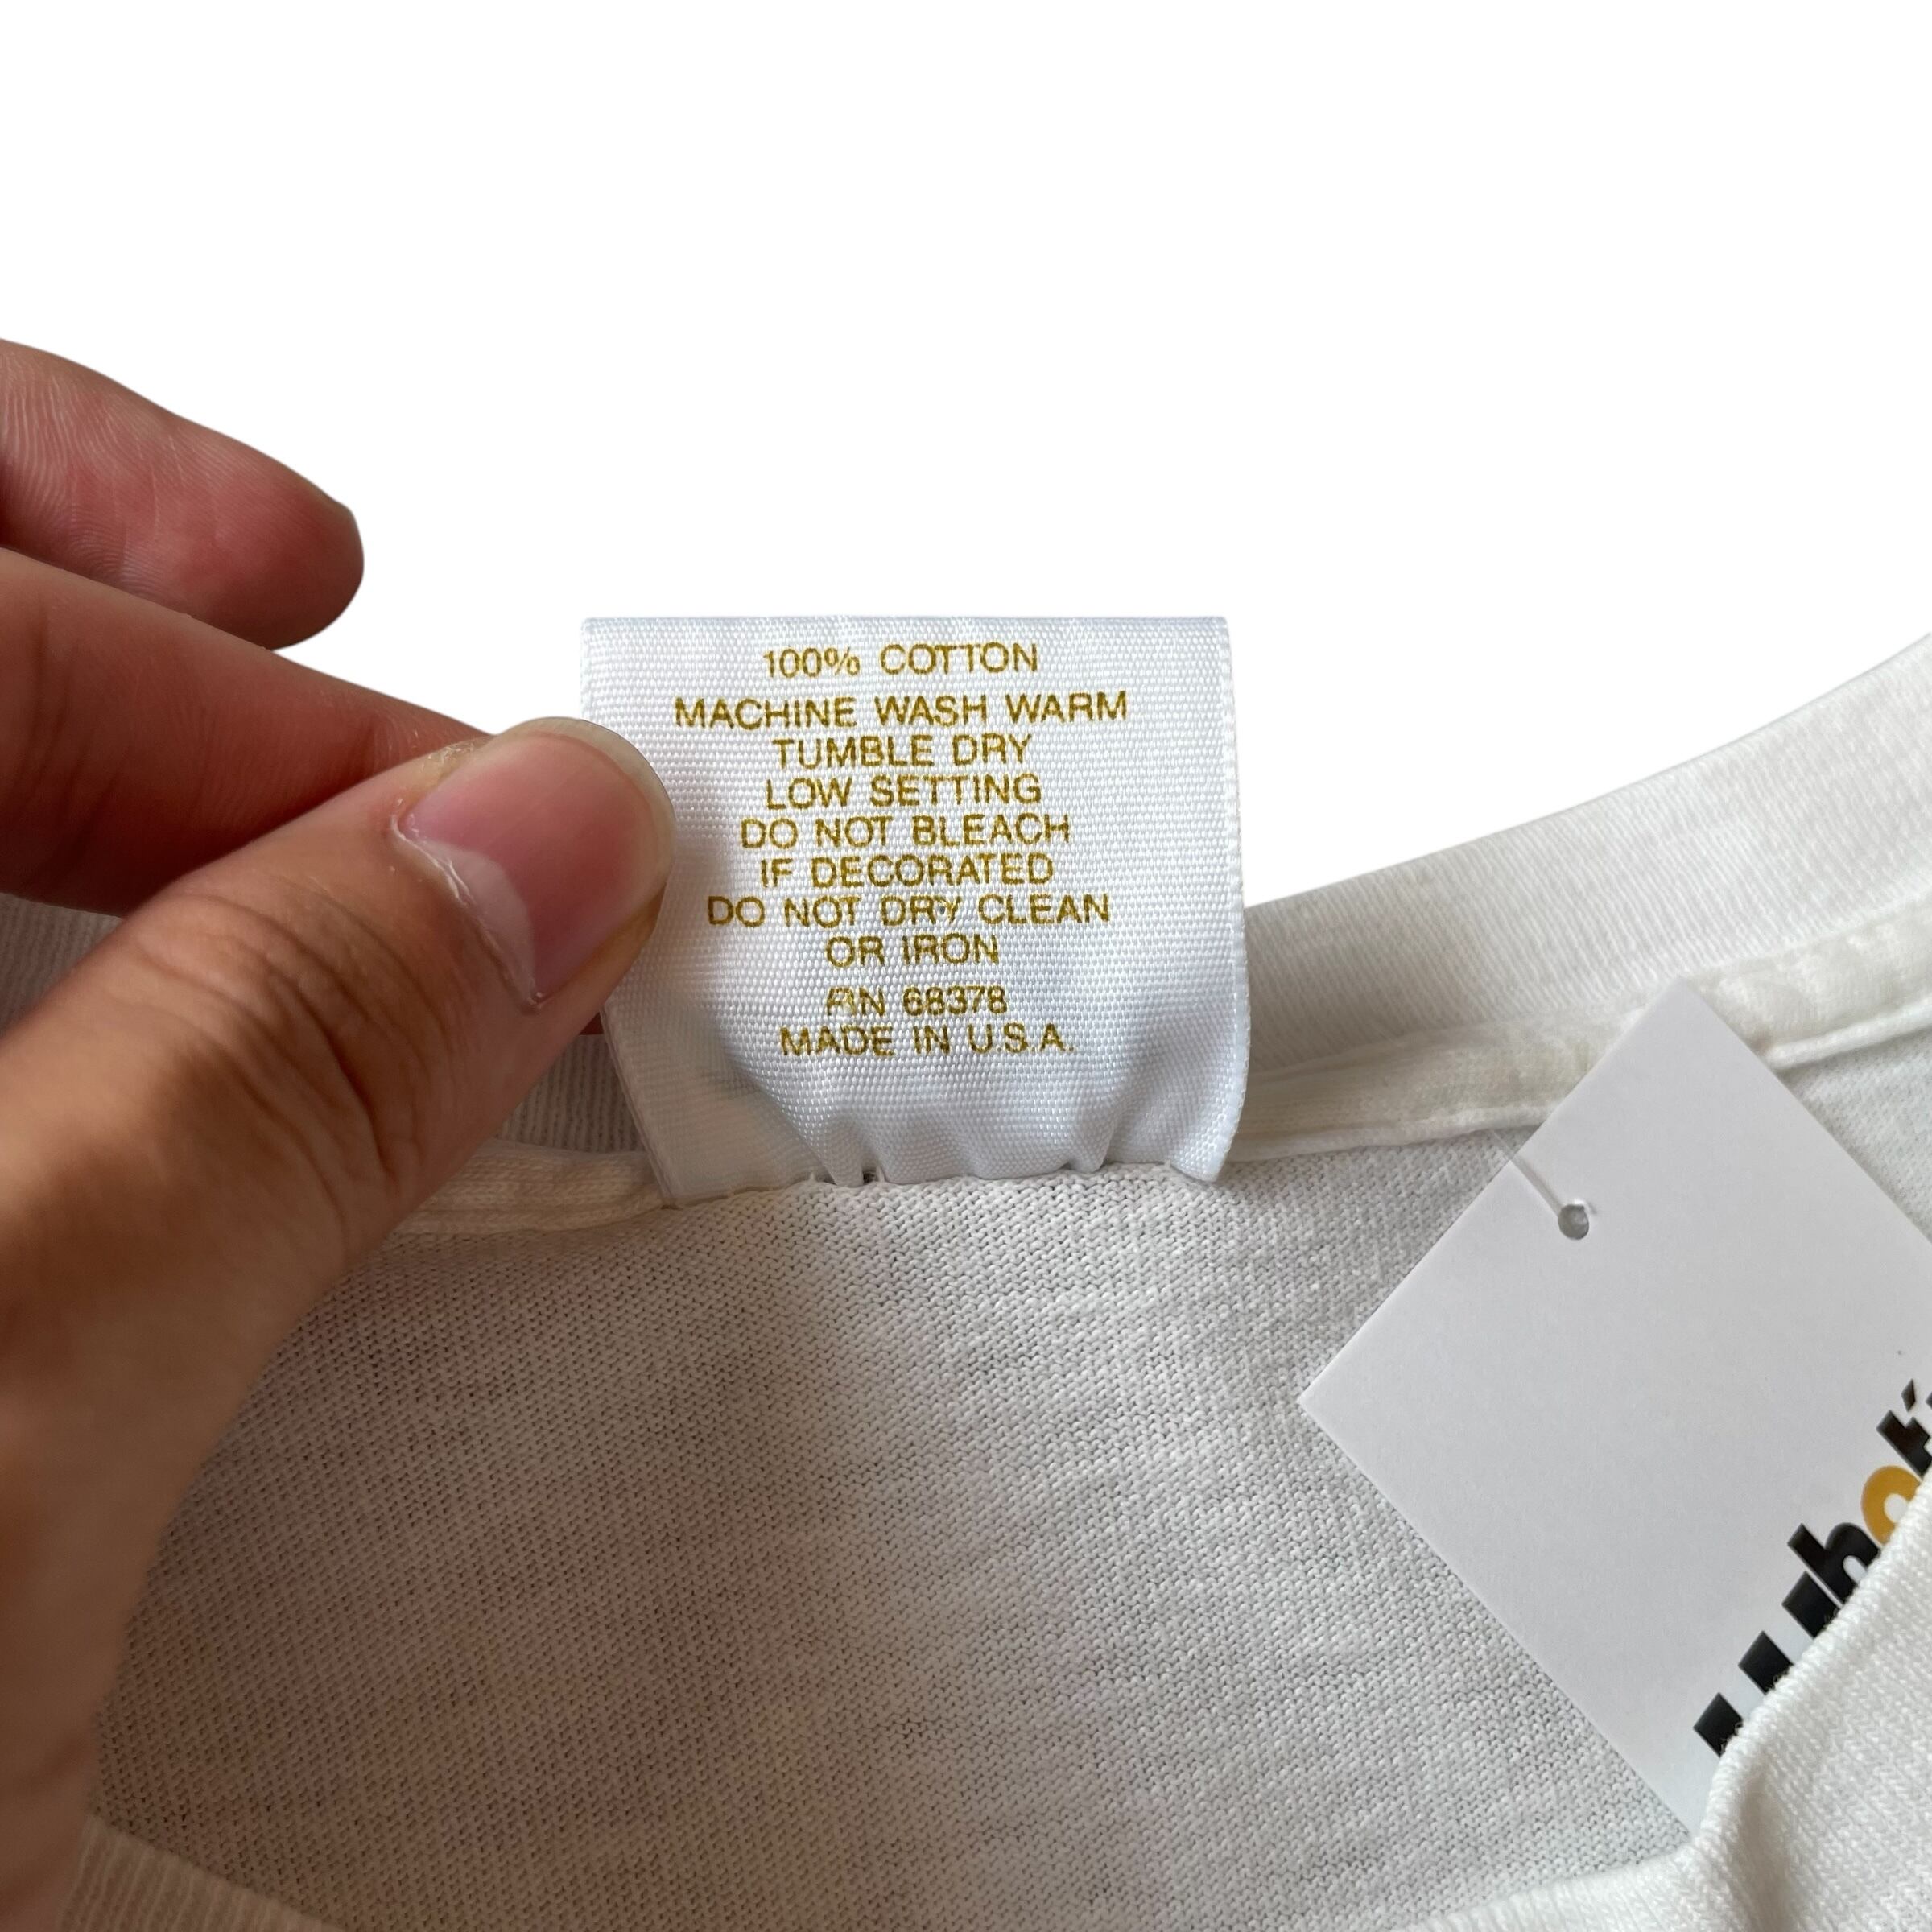 100% COTTON
MACHINE WASH WARM
TUMBLE DRY
LOW SETTING
DO NOT BLEACH
IF DECORATED
DO NOT DRY CLEAN
OR IRON
RN 68378
MADE IN U.S.A.